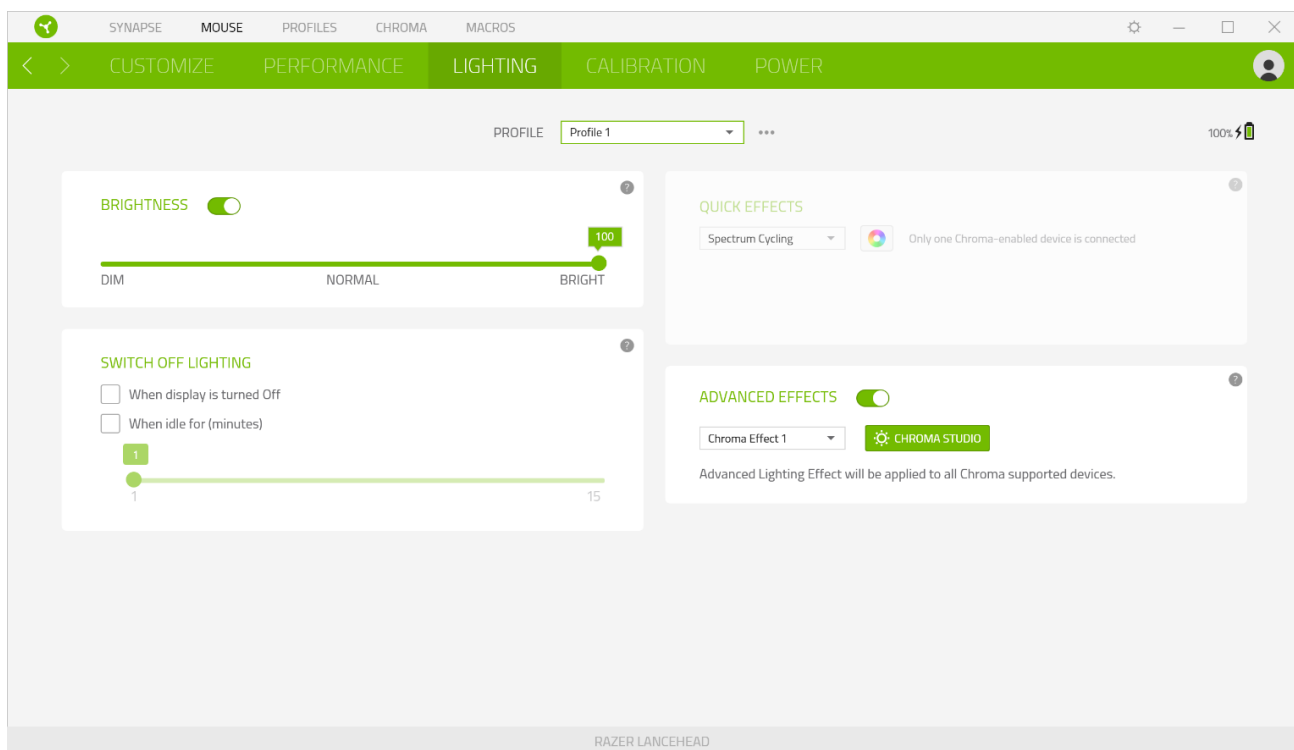 SYNAPSE MOUSE PROFILES CHROMA MACROS
CUSTOMIZE PERFORMANCE LIGHTING CALIBRATION POWER
PROFILE Profile 1
100%
BRIGHTNESS
100
DIM NORMAL BRIGHT
SWITCH OFF LIGHTING
When display is turned Off
When idle for (minutes)
1
1 15
QUICK EFFECTS
Spectrum Cycling Only one Chroma-enabled device is connected
ADVANCED EFFECTS
Chroma Effect 1 CHROMA STUDIO
Advanced Lighting Effect will be applied to all Chroma supported devices.
RAZER LANCEHEAD